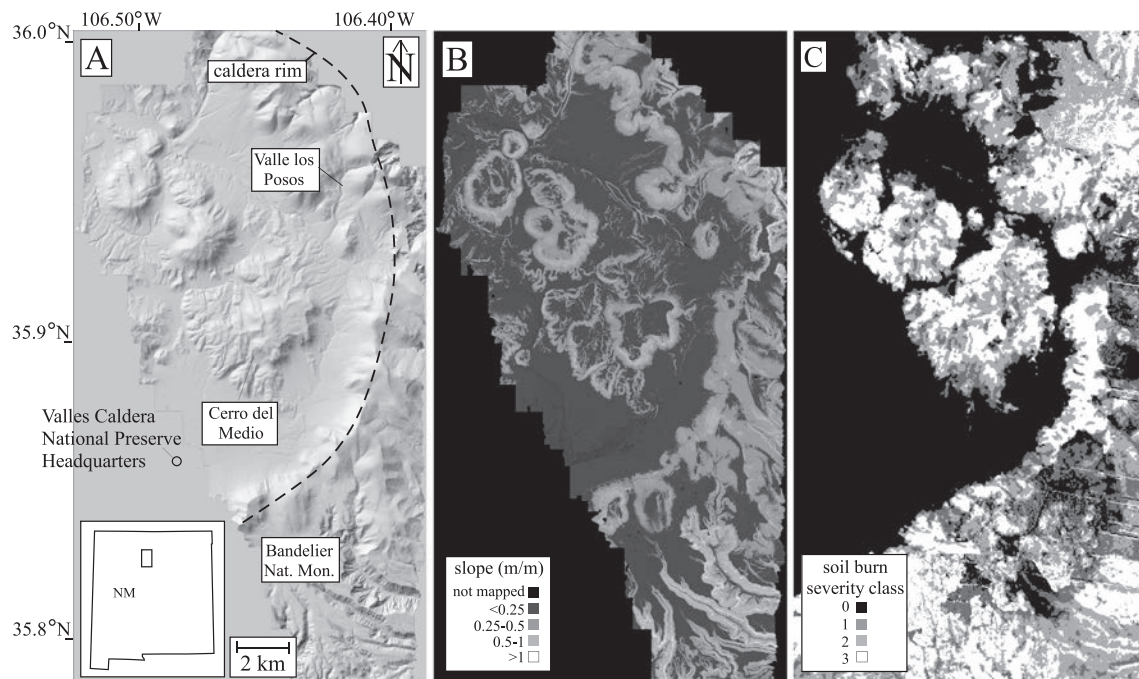 106.50°N
106.40°N
36.0°N
A
N
caldera rim
Valle los
Posos
35.9°N
Valles Caldera
National Preserve
Headquarters
Cerro del
Medio
Bandelier
Nat. Mon.
NM
35.8°N
2 km
B
slope (m/m)
not mapped
<0.25
0.25-0.5
0.5-1
>1
C
soil burn
severity class
0
1
2
3